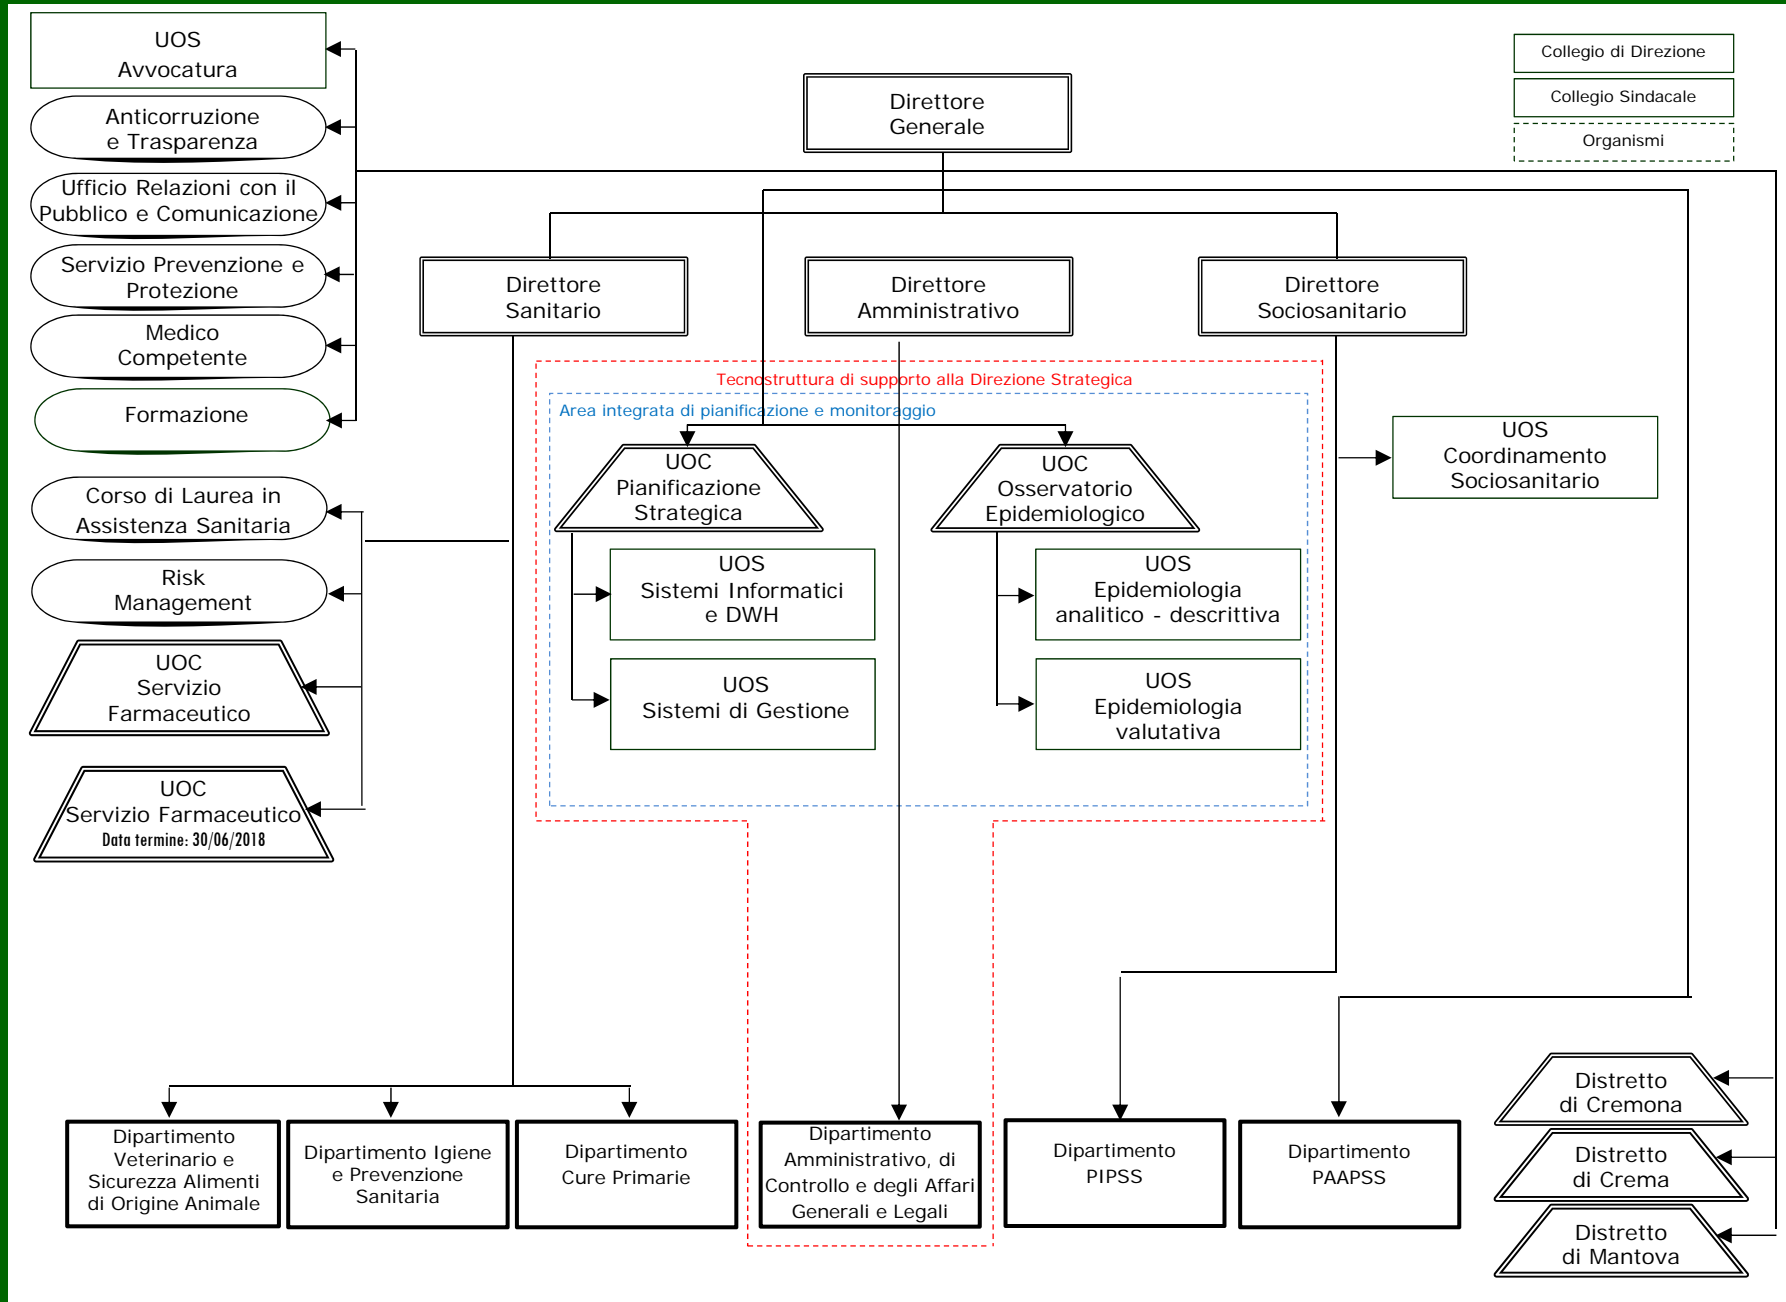 UOS
Avvocatura
Anticorruzione
e Trasparenza
Ufficio Relazioni con il
Pubblico e Comunicazione
Servizio Prevenzione e
Protezione
Medico
Competente
Formazione
Corso di Laurea in
Assistenza Sanitaria
Risk
Management
UOC
Servizio
Farmaceutico
UOC
Servizio Farmaceutico
Data termine: 30/06/2018
Direttore
Generale
Collegio di Direzione
Collegio Sindacale
Organismi
Direttore
Sanitario
Direttore
Amministrativo
Direttore
Sociosanitario
Tecnostruttura di supporto alla Direzione Strategica
Area integrata di pianificazione e monitoraggio
UOC
Pianificazione
Strategica
UOS
Sistemi Informatici
e DWH
UOS
Sistemi di Gestione
UOC
Osservatorio
Epidemiologico
UOS
Epidemiologia
analitico - descrittiva
UOS
Epidemiologia
valutativa
UOS
Coordinamento
Sociosanitario
Dipartimento
Veterinario e
Sicurezza Alimenti
di Origine Animale
Dipartimento Igiene
e Prevenzione
Sanitaria
Dipartimento
Cure Primarie
Dipartimento
Amministrativo, di
Controllo e degli Affari
Generali e Legali
Dipartimento
PIPSS
Dipartimento
PAAPSS
Distretto
di Cremona
Distretto
di Crema
Distretto
di Mantova